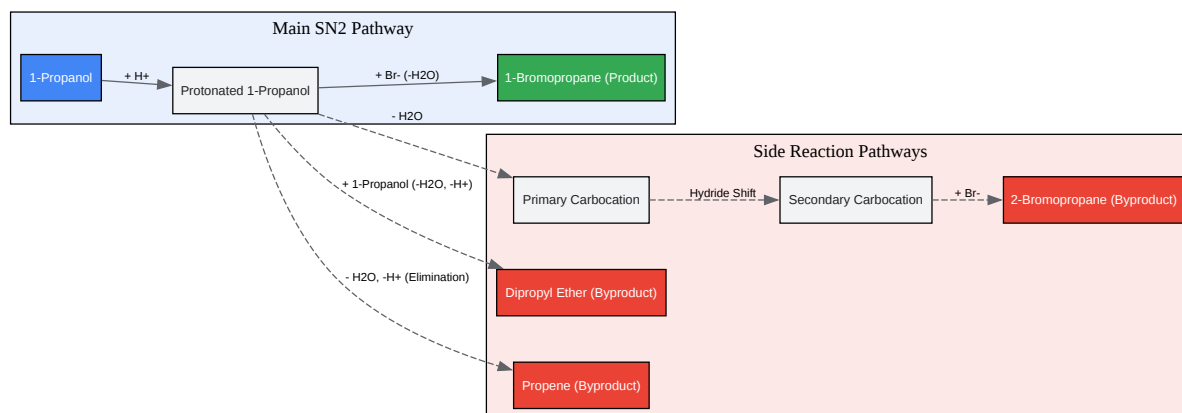 Main SN2 Pathway
1-Propanol
+ H+
Protonated 1-Propanol
+ Br- (-H2O)
1-Bromopropane (Product)
- H2O
Side Reaction Pathways
Primary Carbocation
Hydride Shift
Secondary Carbocation
+ Br-
2-Bromopropane (Byproduct)
+ 1-Propanol (-H2O, -H+)
Dipropyl Ether (Byproduct)
- H2O, -H+ (Elimination)
Propene (Byproduct)